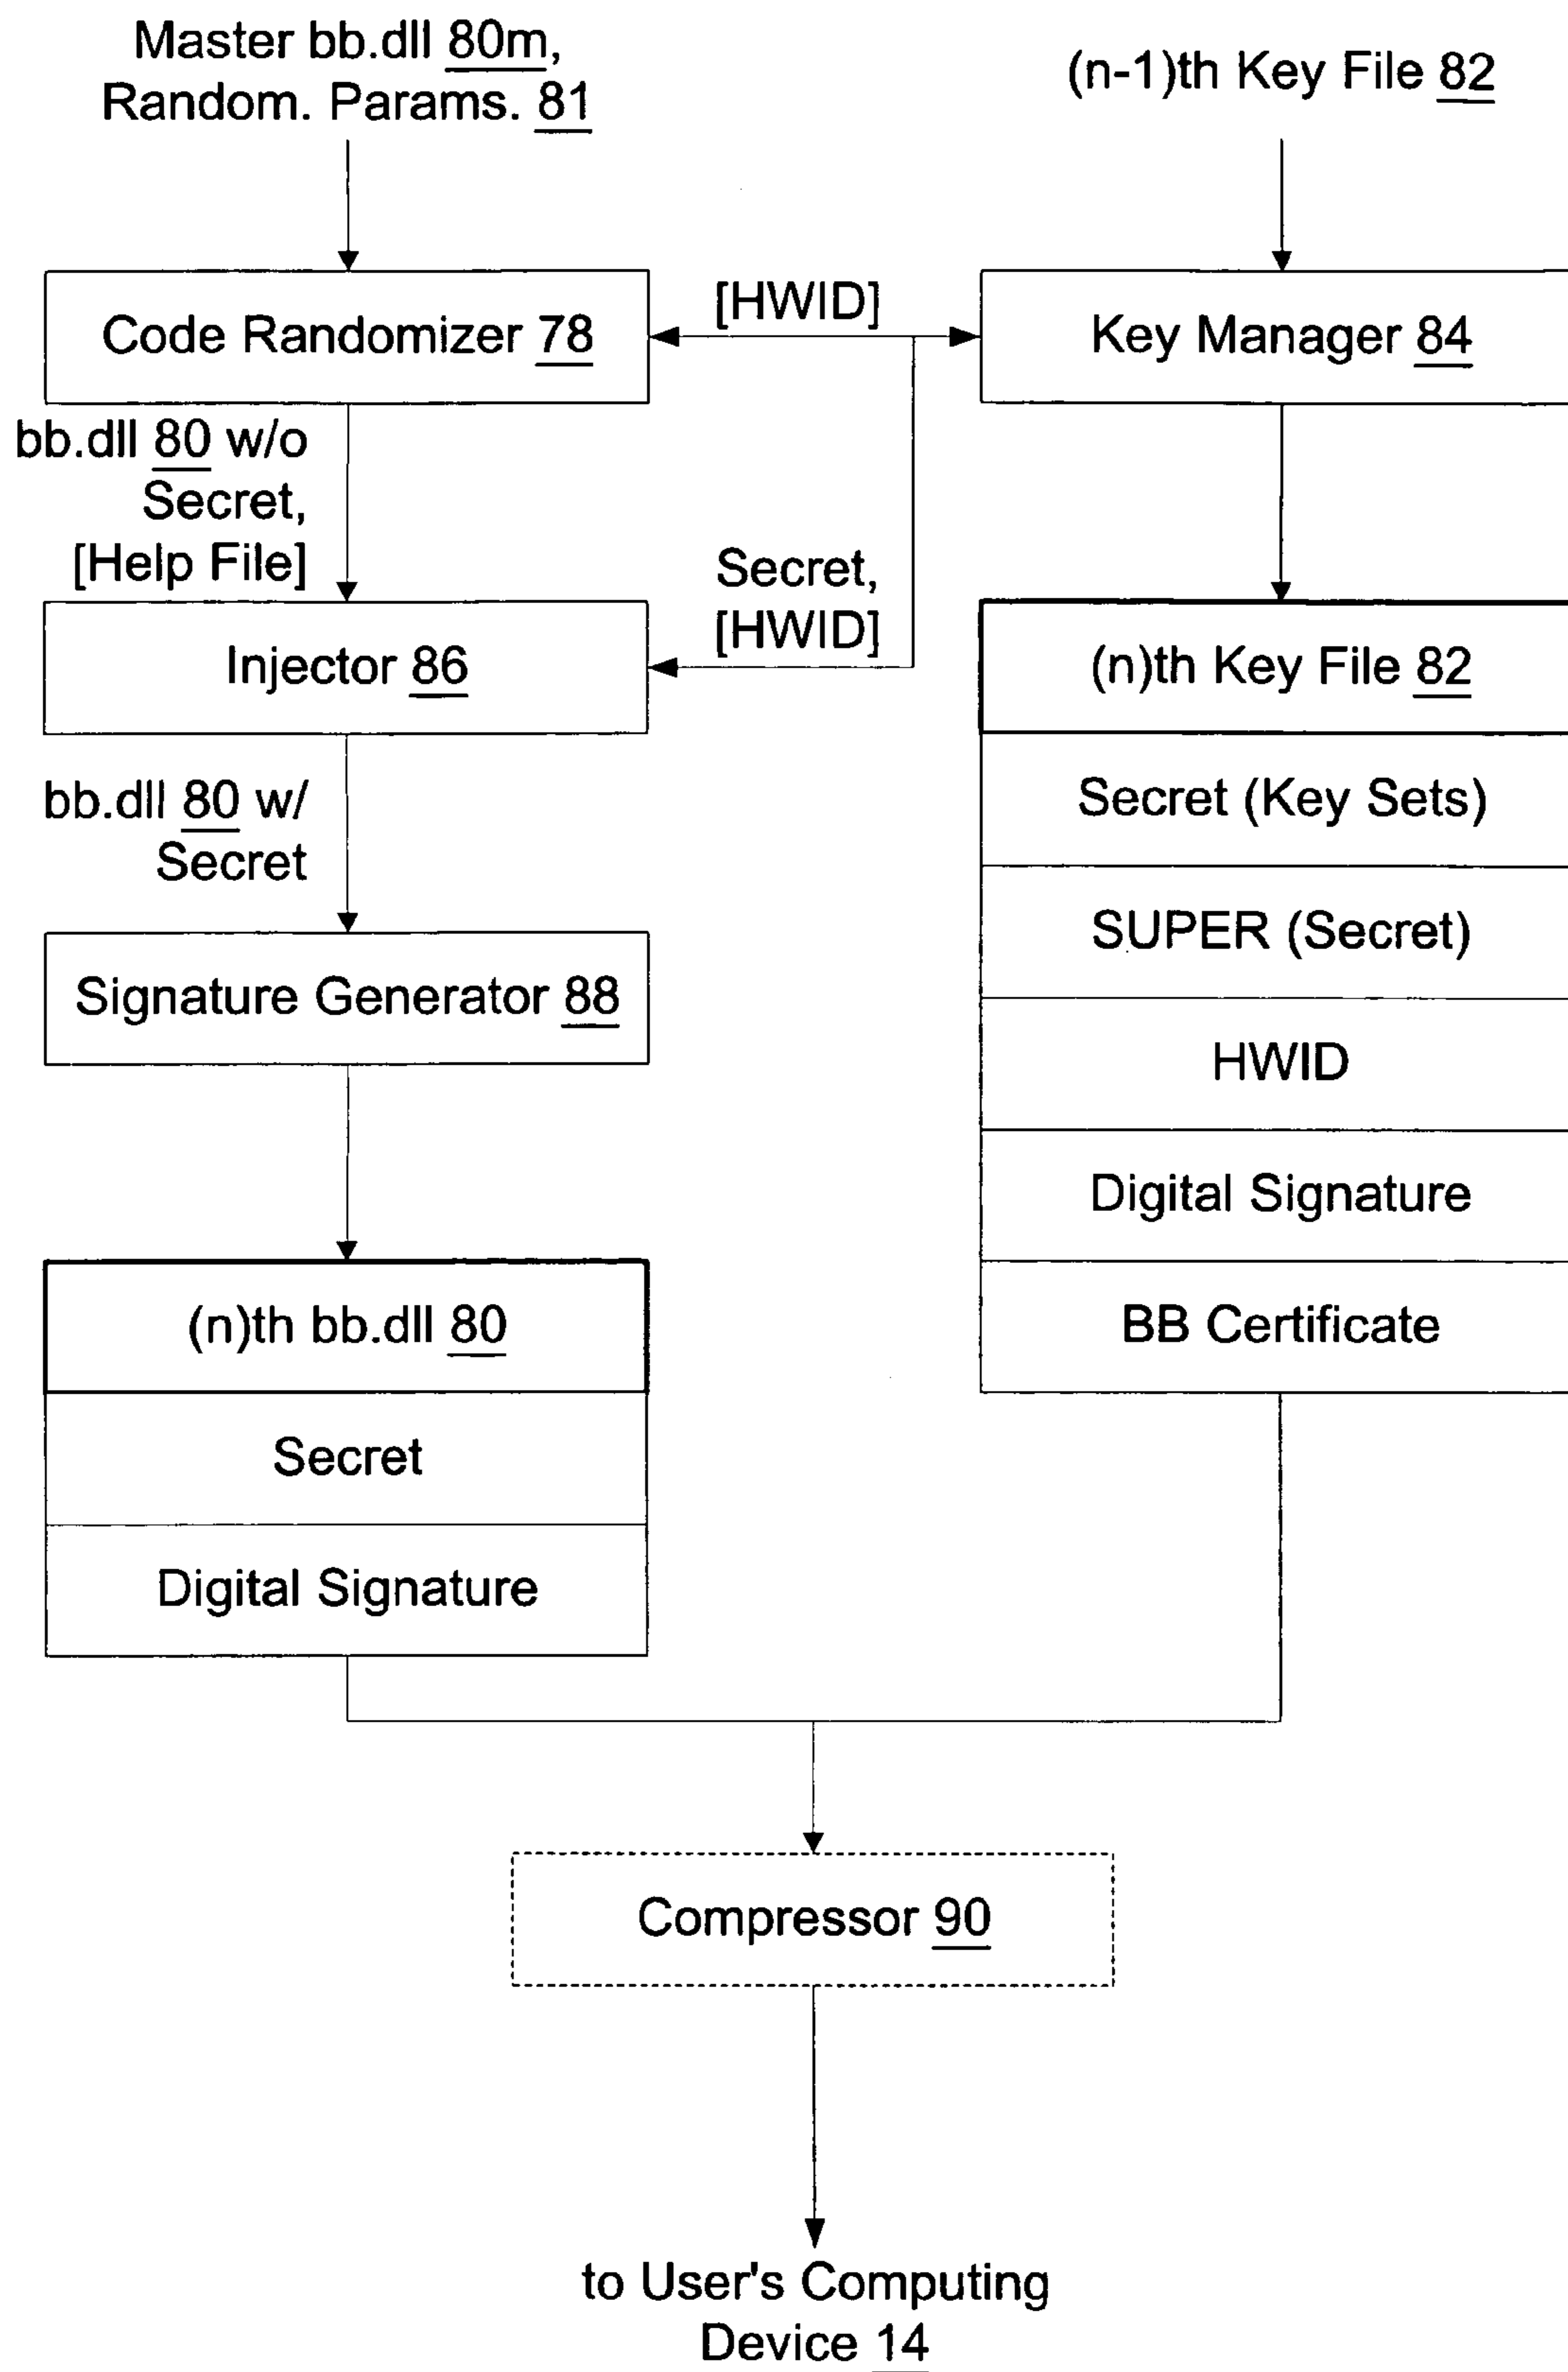 Master bb.dll 80m,
Random. Params. 81
(n-1)th Key File 82
Code Randomizer 78
[HWID]
Key Manager 84
bb.dll 80 w/o
Secret,
[Help File]
Secret,
[HWID]
Injector 86
(n)th Key File 82
Secret (Key Sets)
SUPER (Secret)
HWID
Digital Signature
BB Certificate
bb.dll 80 w/
Secret
Signature Generator 88
(n)th bb.dll 80
Secret
Digital Signature
Compressor 90
to User's Computing
Device 14